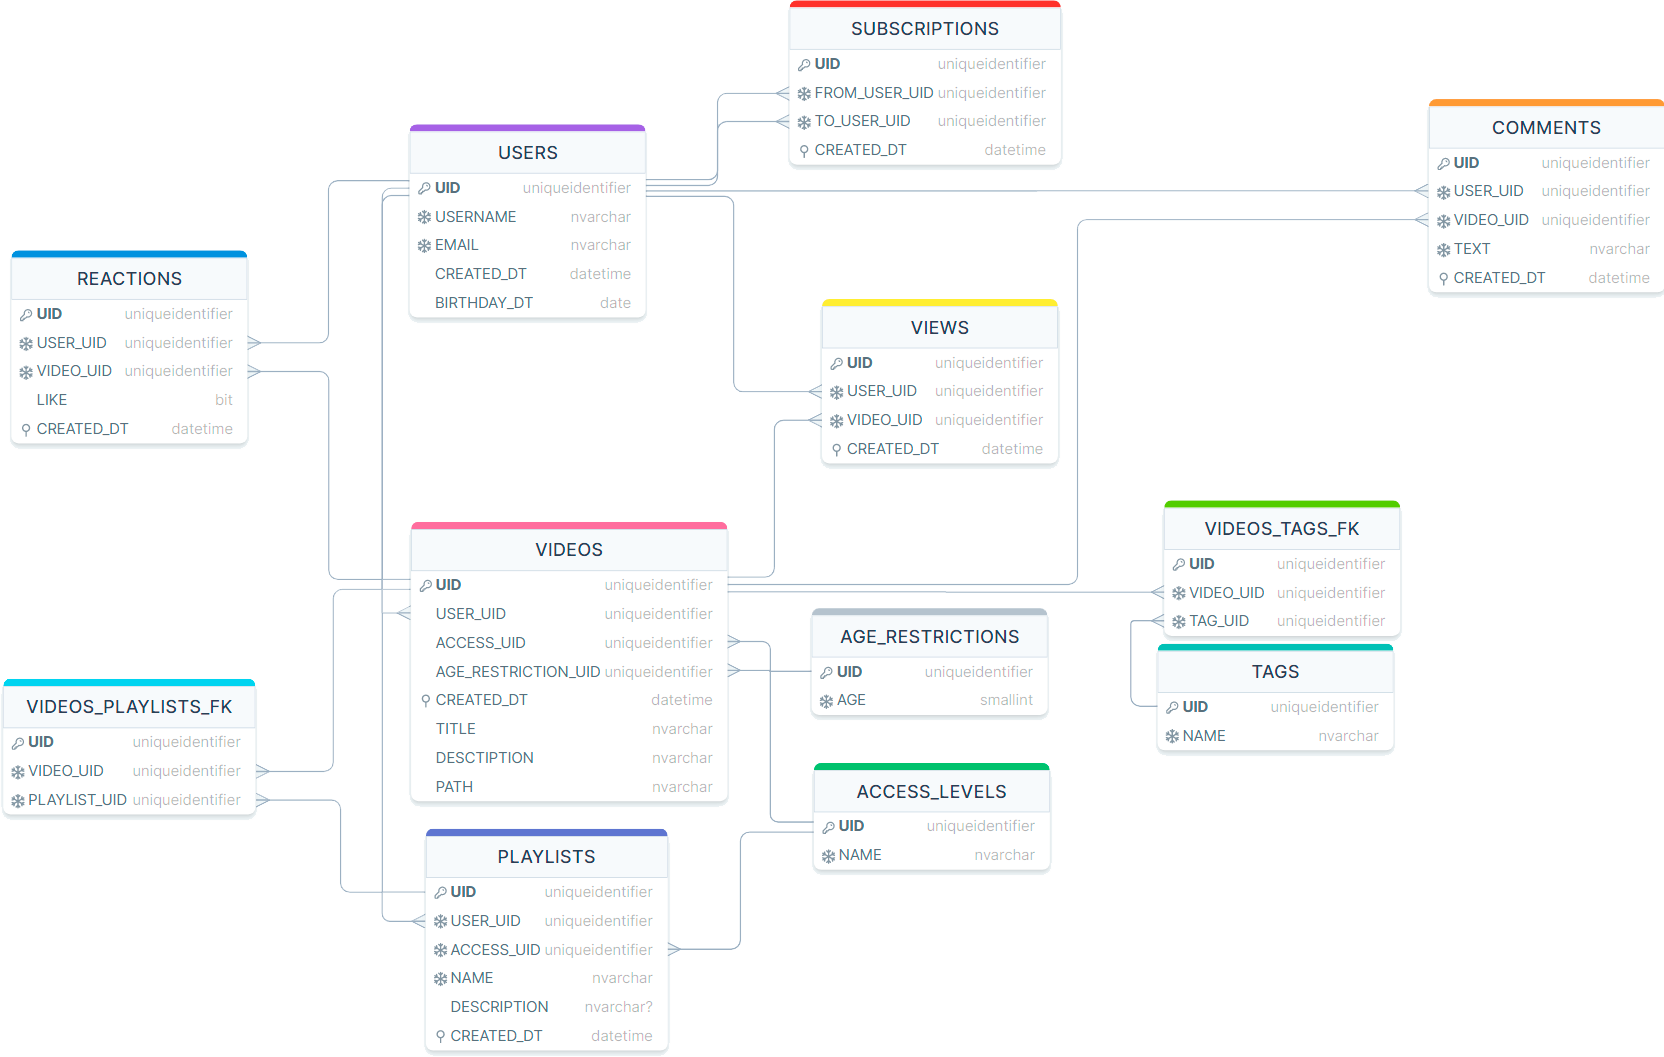 SUBSCRIPTIONS
UID uniqueidentifier
FROM_USER_UID uniqueidentifier
TO_USER_UID uniqueidentifier
CREATED_DT datetime
COMMENTS
UID uniqueidentifier
USER_UID uniqueidentifier
VIDEO_UID uniqueidentifier
TEXT nvarchar
CREATED_DT datetime
USERS
UID uniqueidentifier
USERNAME nvarchar
EMAIL nvarchar
CREATED_DT datetime
BIRTHDAY_DT date
REACTIONS
UID uniqueidentifier
USER_UID uniqueidentifier
VIDEO_UID uniqueidentifier
LIKE bit
CREATED_DT datetime
VIEWS
UID uniqueidentifier
USER_UID uniqueidentifier
VIDEO_UID uniqueidentifier
CREATED_DT datetime
VIDEOS
UID uniqueidentifier
USER_UID uniqueidentifier
ACCESS_UID uniqueidentifier
AGE_RESTRICTION_UID uniqueidentifier
CREATED_DT datetime
TITLE nvarchar
DESCTIPTION nvarchar
PATH nvarchar
VIDEOS_TAGS_FK
UID uniqueidentifier
VIDEO_UID uniqueidentifier
TAG_UID uniqueidentifier
AGE_RESTRICTIONS
UID uniqueidentifier
AGE smallint
TAGS
UID uniqueidentifier
NAME nvarchar
VIDEOS_PLAYLISTS_FK
UID uniqueidentifier
VIDEO_UID uniqueidentifier
PLAYLIST_UID uniqueidentifier
ACCESS_LEVELS
UID uniqueidentifier
NAME nvarchar
PLAYLISTS
UID uniqueidentifier
USER_UID uniqueidentifier
ACCESS_UID uniqueidentifier
NAME nvarchar
DESCRIPTION nvarchar?
CREATED_DT datetime